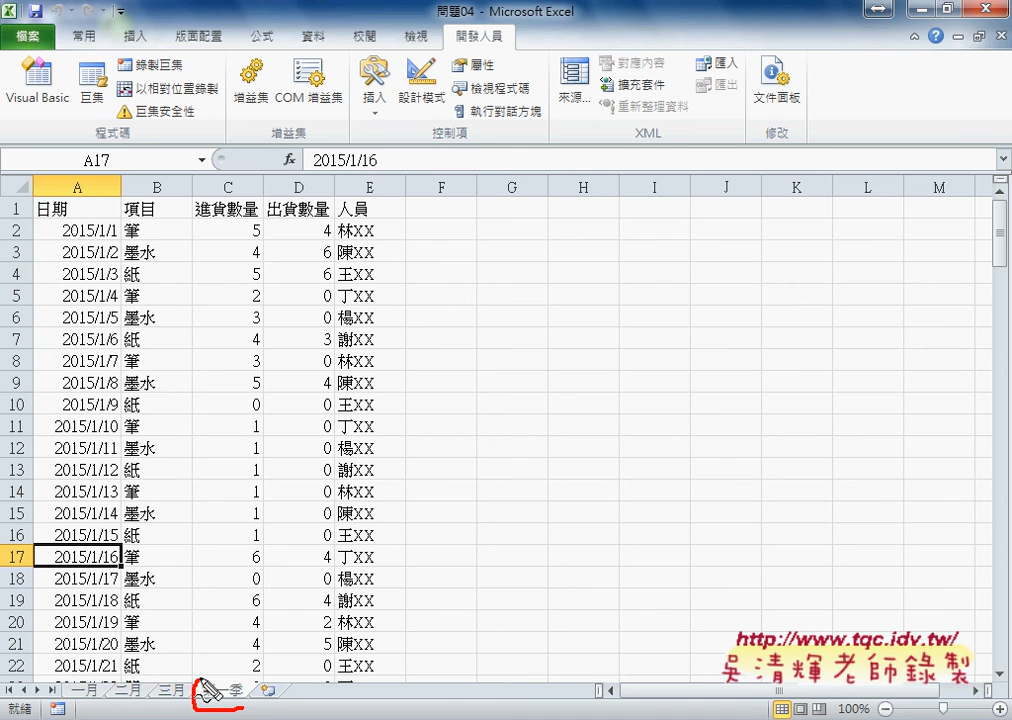 問題04 - Microsoft Excel
檔案 常用 插入 版面配置 公式 資料 校閱 檢視 開發人員
Visual Basic 巨集 錄製巨集 以相對位置錄製 巨集安全性 程式碼
增益集 COM 增益集 增益集
插入 設計模式 屬性 檢視程式碼 執行對話方塊 控制項
來源... 對應內容 擴充套件 重新整理資料 匯入 匯出 XML
文件面板 修改
A17 fx 2015/1/16
A B C D E F G H I J K L M
1 日期 項目 進貨數量 出貨數量 人員
2 2015/1/1 筆 5 4 林XX
3 2015/1/2 墨水 4 6 陳XX
4 2015/1/3 紙 5 6 王XX
5 2015/1/4 筆 2 0 丁XX
6 2015/1/5 墨水 3 0 楊XX
7 2015/1/6 紙 4 3 謝XX
8 2015/1/7 筆 3 0 林XX
9 2015/1/8 墨水 5 4 陳XX
10 2015/1/9 紙 0 0 王XX
11 2015/1/10 筆 1 0 丁XX
12 2015/1/11 墨水 1 0 楊XX
13 2015/1/12 紙 1 0 謝XX
14 2015/1/13 筆 1 0 林XX
15 2015/1/14 墨水 1 0 陳XX
16 2015/1/15 紙 1 0 王XX
17 2015/1/16 筆 6 4 丁XX
18 2015/1/17 墨水 0 0 楊XX
19 2015/1/18 紙 6 4 謝XX
20 2015/1/19 筆 4 2 林XX
21 2015/1/20 墨水 4 5 陳XX
22 2015/1/21 紙 2 0 王XX
http://www.tqc.idv.tw/
吳清輝老師錄製
一月 二月 三月 季
就緒 100%